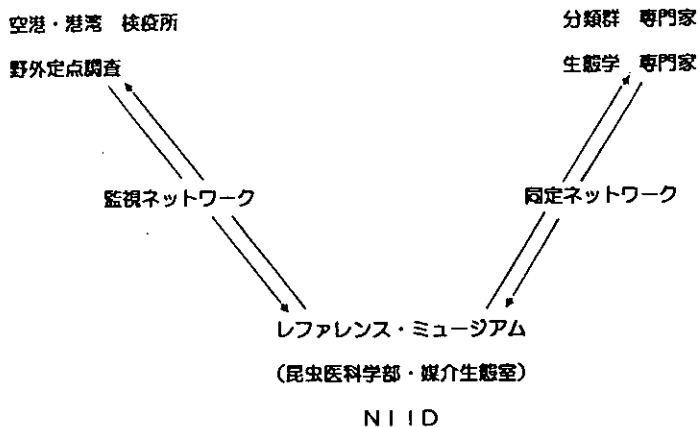 空港・港湾 検疫所
野外定点調査
分類群 専門家
生態学 専門家
監視ネットワーク
同定ネットワーク
レファレンス・ミュージアム
(昆虫医科学部・媒介生態室)
NIID